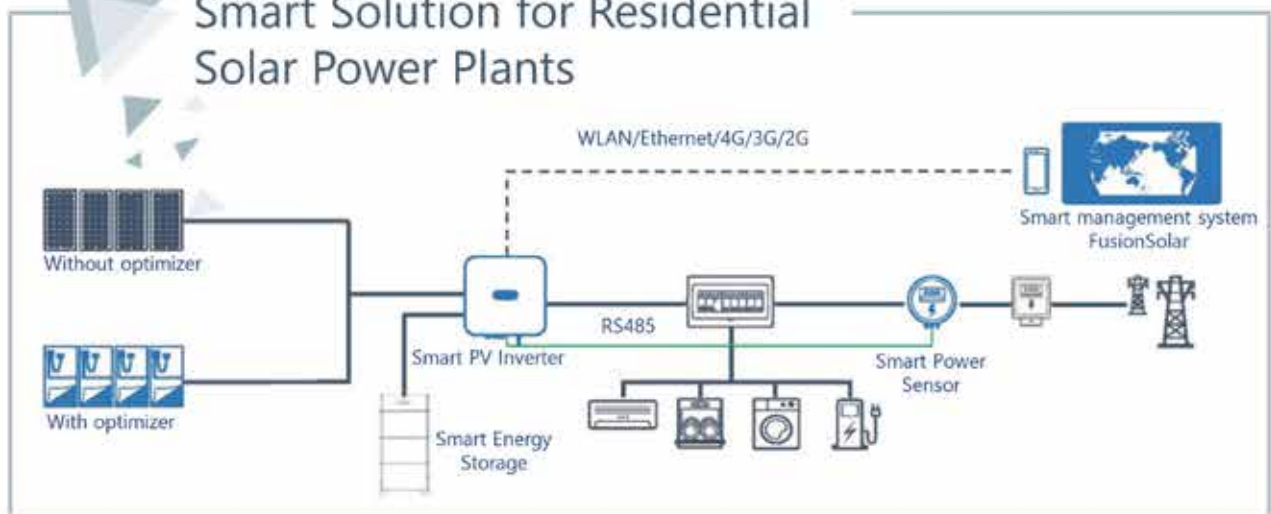 Smart Solution for Residential
Solar Power Plants
WLAN/Ethernet/4G/3G/2G
Without optimizer
Smart management system
FusionSolar
RS485
Smart PV Inverter
Smart Power
Sensor
With optimizer
Smart Energy
Storage